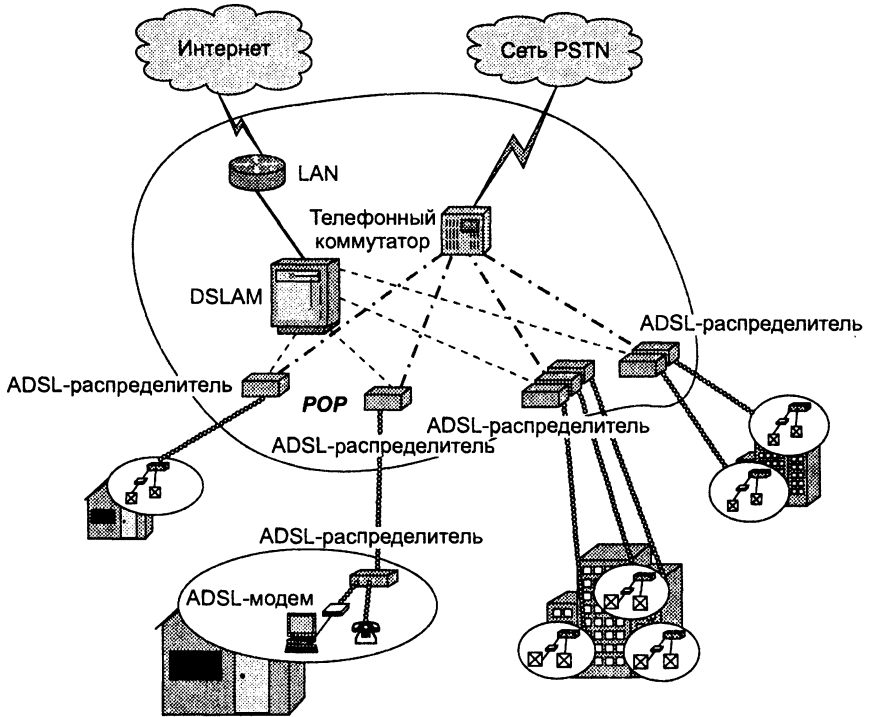 Интернет
Сеть PSTN
LAN
Телефонный
коммутатор
DSLAM
ADSL-распределитель
ADSL-распределитель
POP
ADSL-распределитель
ADSL-распределитель
ADSL-распределитель
ADSL-модем